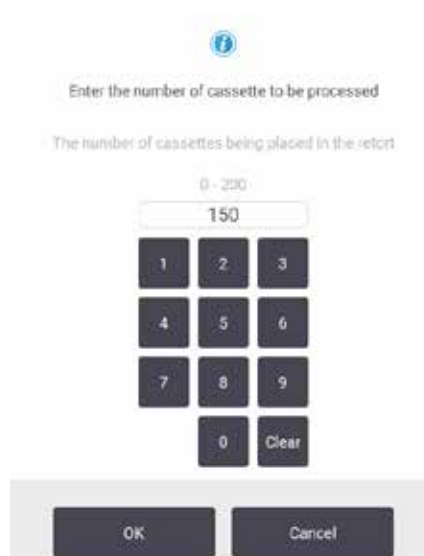 Enter the number of cassette to be processed
The number of cassettes being placed in the retort
0 - 200
150
1 2 3
4 5 6
7 8 9
0 Clear
OK Cancel